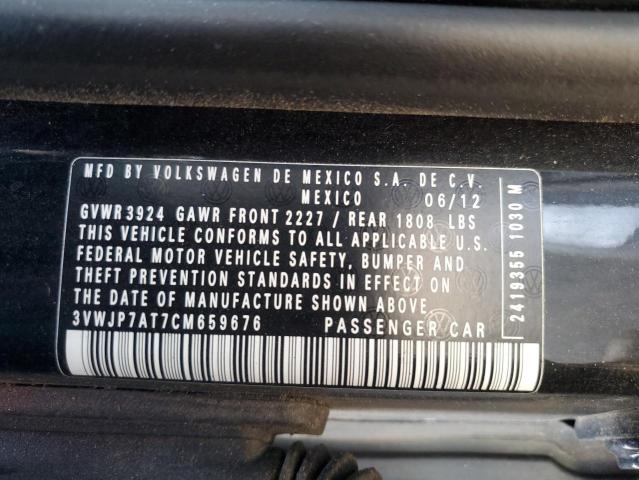 MFD BY VOLKSWAGEN DE MEXICO S.A. DE C.V.
MEXICO 06/12
GVWR 3924 GAWR FRONT 2227 / REAR 1808 LBS
THIS VEHICLE CONFORMS TO ALL APPLICABLE U.S.
FEDERAL MOTOR VEHICLE SAFETY, BUMPER AND
THEFT PREVENTION STANDARDS IN EFFECT ON
THE DATE OF MANUFACTURE SHOWN ABOVE
3VWJP7AT7CM659676 PASSENGER CAR
2419355 1030 M